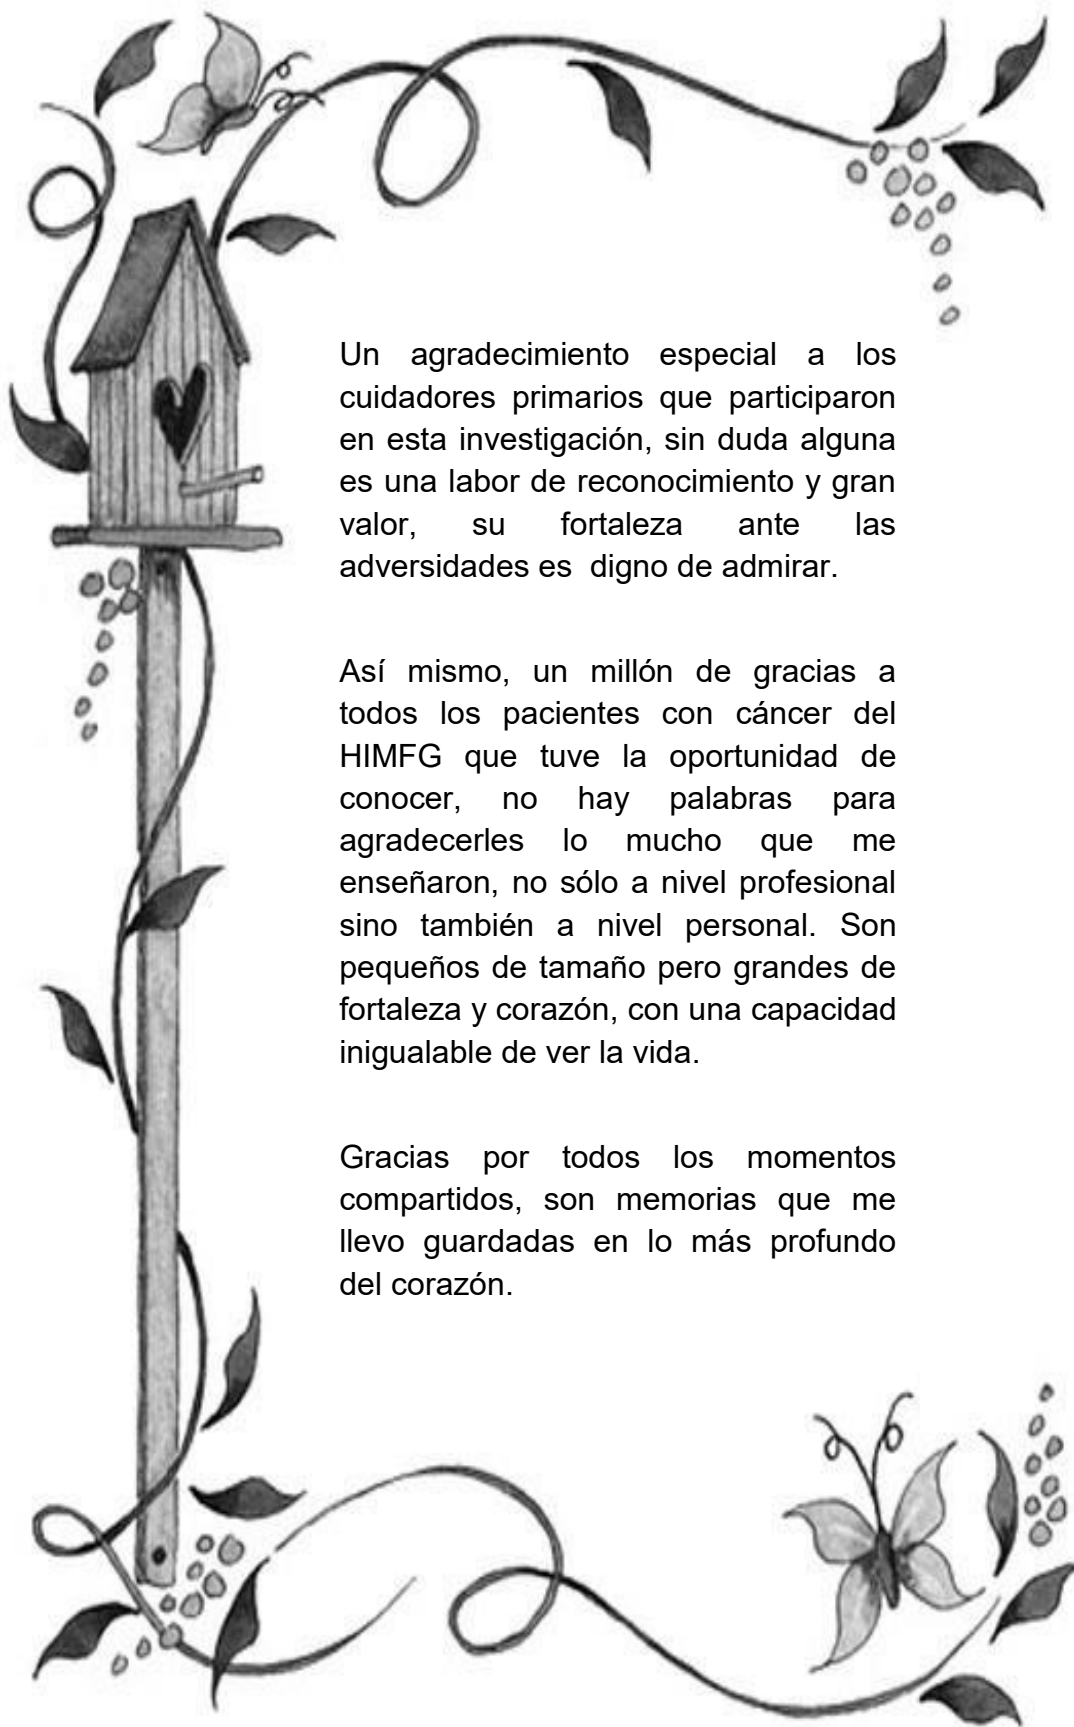 Un agradecimiento especial a los
cuidadores primarios que participaron
en esta investigación, sin duda alguna
es una labor de reconocimiento y gran
valor, su fortaleza ante las
adversidades es digno de admirar.
Así mismo, un millón de gracias a
todos los pacientes con cáncer del
HIMFG que tuve la oportunidad de
conocer, no hay palabras para
agradecerles lo mucho que me
enseñaron, no sólo a nivel profesional
sino también a nivel personal. Son
pequeños de tamaño pero grandes de
fortaleza y corazón, con una capacidad
inigualable de ver la vida.
Gracias por todos los momentos
compartidos, son memorias que me
llevo guardadas en lo más profundo
del corazón.